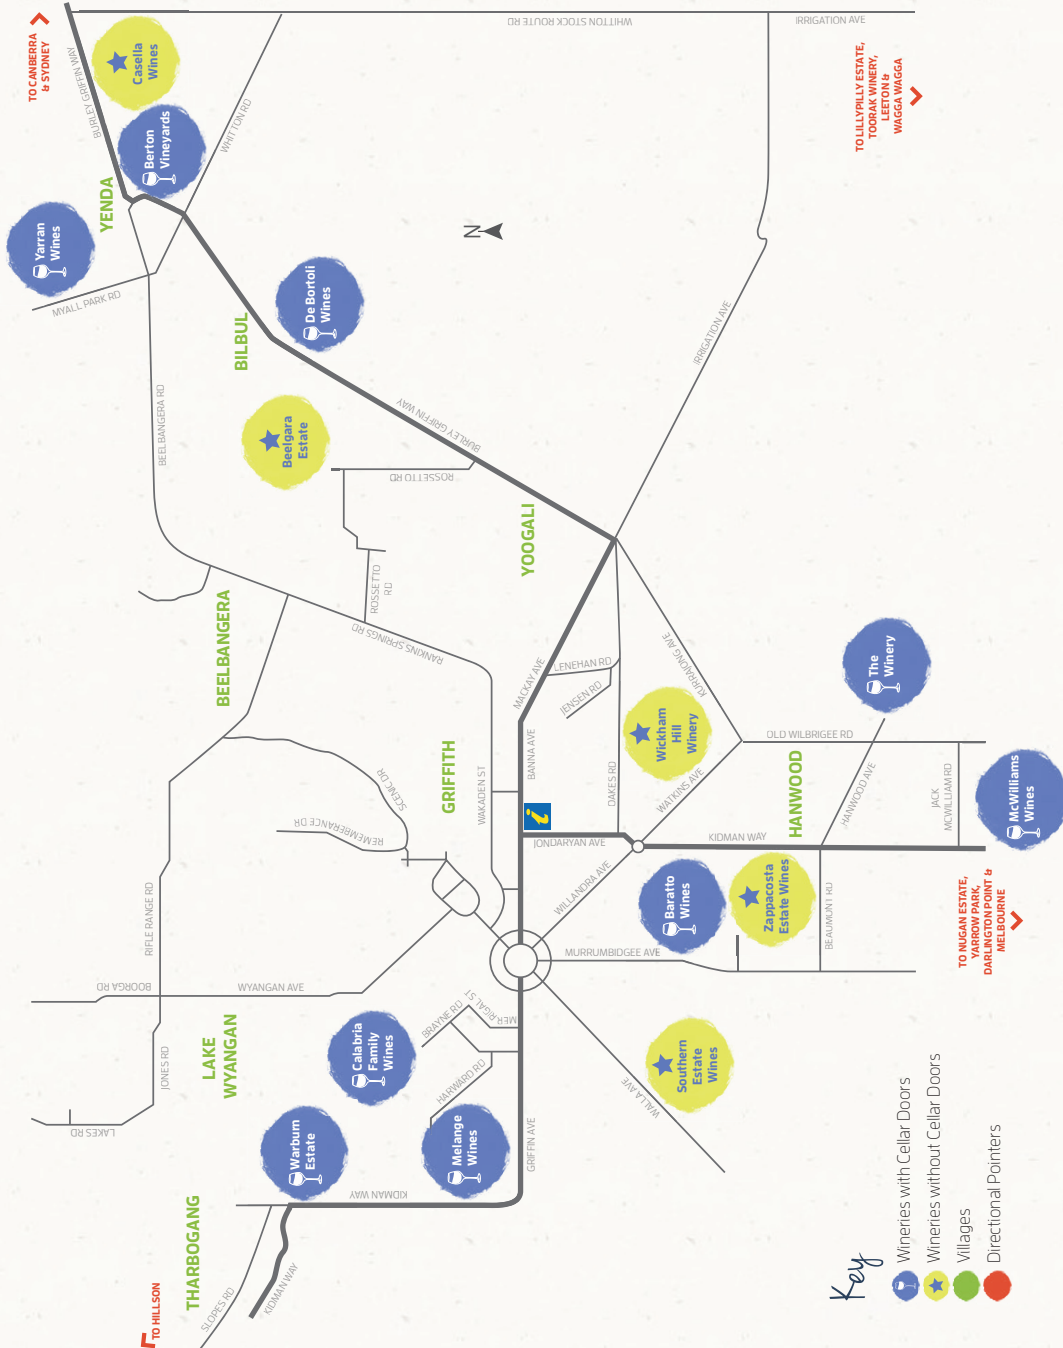 TO HILLSON
SLOPES RD
KIDMAN WAY
THARBOGANG
KIDMAN WAY
Warburn
Estate
Melange
Wines
GRIFFIN AVE
HARWARD RD
BRAYNE RD
MERRIGAL ST
Calabria
Family
Wines
LAKES RD
JONES RD
LAKE
WYANGAN
BOORGA RD
WYANGAN AVE
RIFLE RANGE RD
REMEMBERANCE DR
SCENIC DR
GRIFFITH
WAKADEN ST
BANNA AVE
MACKAY AVE
i
JONDARYAN AVE
WILLANDRA AVE
MURRUMBIDGEE AVE
WALLA AVE
Southern
Estate
Wines
Baratto
Wines
Zappacosta
Estate Wines
BEAUMONT RD
KIDMAN WAY
HANWOOD
HANWOOD AVE
JACK
MCWILLIAM RD
McWilliams
Wines
OLD WILBRIGEE RD
The
Winery
WATKINS AVE
Wickham
Hill
Winery
OAKES RD
KURRAJONG AVE
JENSEN RD
LENEHAN RD
TO NUGAN ESTATE,
YARROW PARK,
DARLINGTON POINT &
MELBOURNE
BEELBANGERA
RANKINS SPRINGS RD
ROSSETTO
RD
ROSSETTO RD
YOOGALI
Beelgara
Estate
BURLEY GRIFFIN WAY
BEELBANGERA RD
BILBUL
De Bortoli
Wines
MYALL PARK RD
Yarran
Wines
YENDA
Berton
Vineyards
Casella
Wines
BURLEY GRIFFIN WAY
WHITTON RD
TO CANBERRA
& SYDNEY
WHITTON STOCK ROUTE RD
IRRIGATION AVE
IRRIGATION AVE
N
TO LILLYPILLY ESTATE,
TOORAK WINERY,
LEETON &
WAGGA WAGGA
Key
Wineries with Cellar Doors
Wineries without Cellar Doors
Villages
Directional Pointers